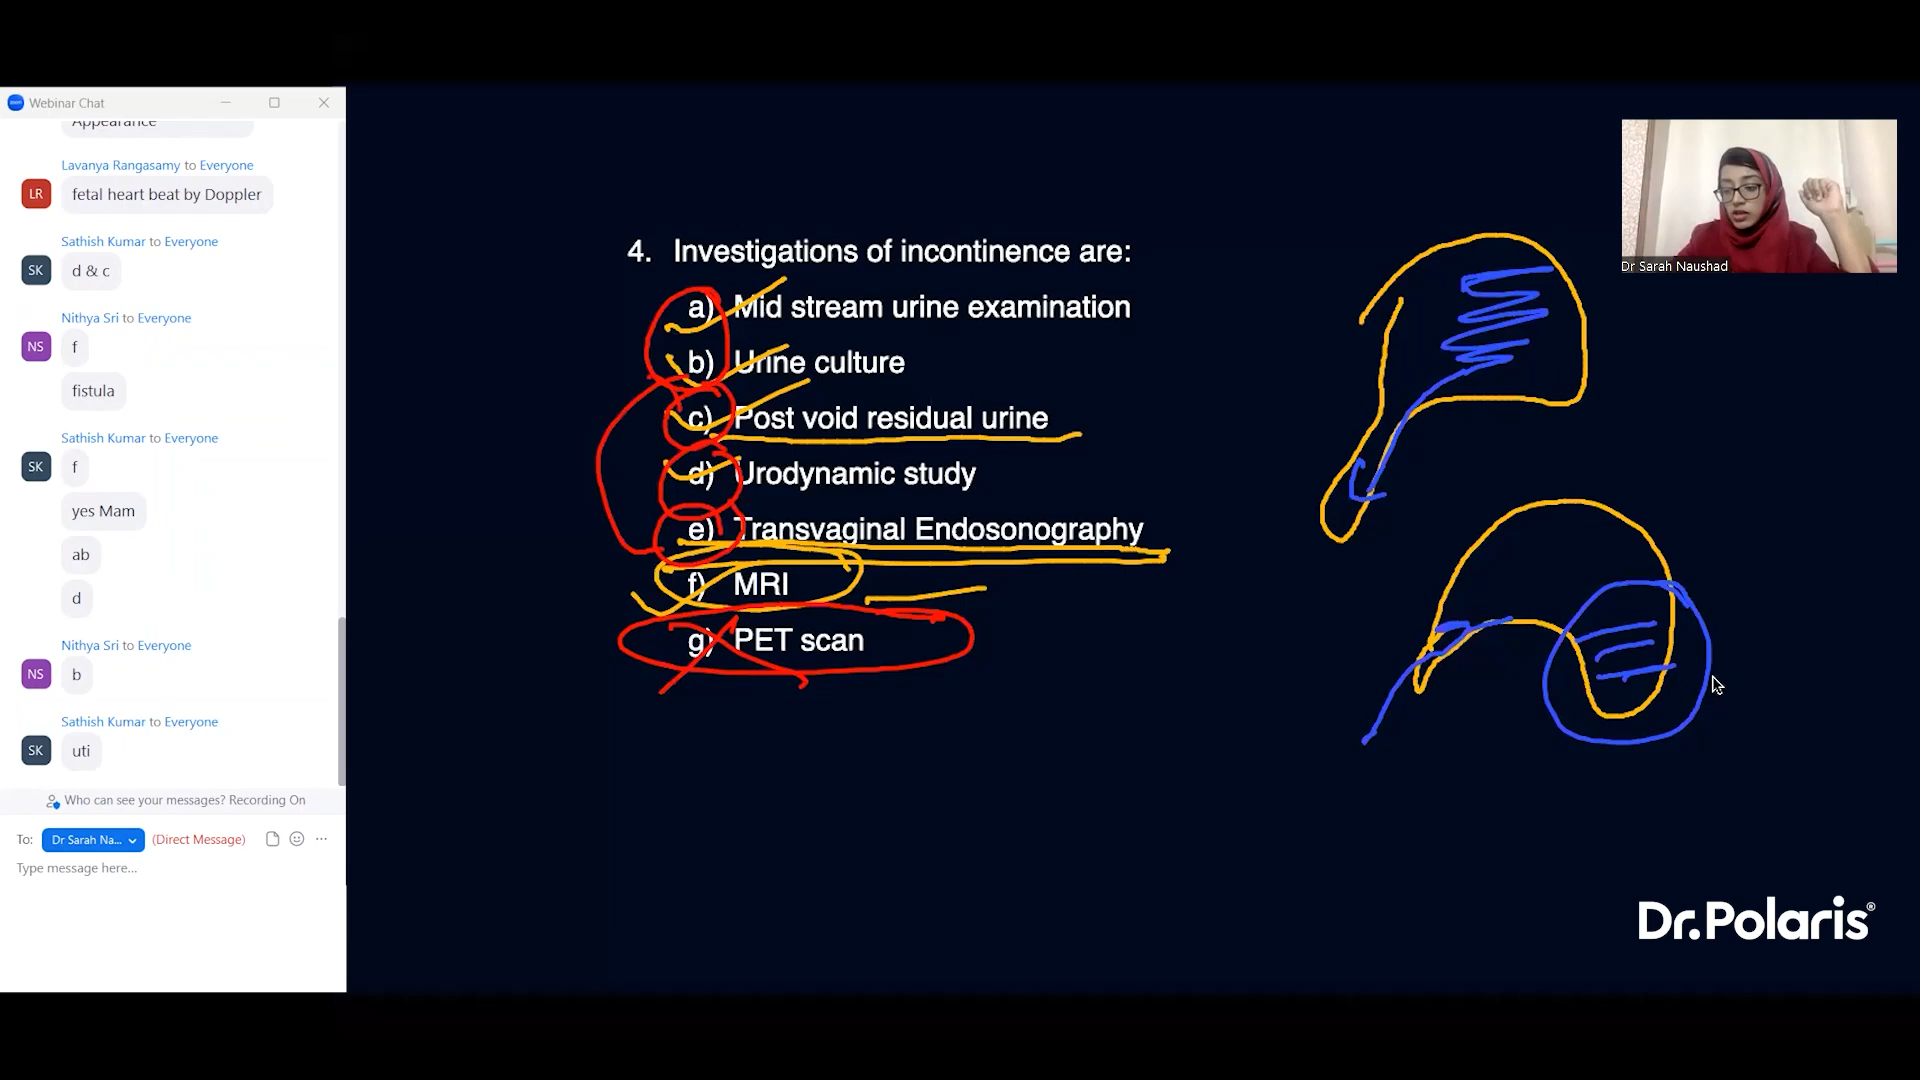 Webinar Chat
Appearance
Lavanya Rangasamy to Everyone
LR
fetal heart beat by Doppler
Sathish Kumar to Everyone
SK
d & c
Nithya Sri to Everyone
NS
f
fistula
Sathish Kumar to Everyone
SK
f
yes Mam
ab
d
Nithya Sri to Everyone
NS
b
Sathish Kumar to Everyone
SK
uti
Who can see your messages? Recording On
To: Dr Sarah Na... (Direct Message)
Type message here...
4. Investigations of incontinence are:
a) Mid stream urine examination
b) Urine culture
c) Post void residual urine
d) Urodynamic study
e) Transvaginal Endosonography
f) MRI
g) PET scan
Dr Sarah Naushad
Dr.Polaris®